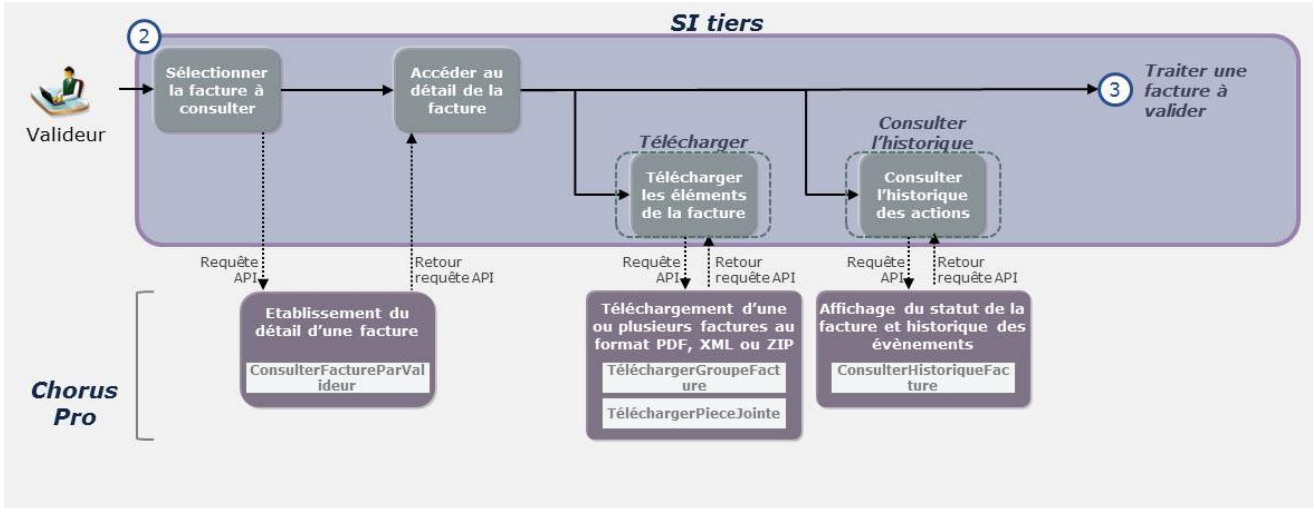 SI tiers
2
Valideur
Sélectionner
la facture à
consulter
Accéder au
détail de la
facture
3
Traiter une
facture à
valider
Télécharger
Télécharger
les éléments
de la facture
Consulter
l’historique
Consulter
l’historique
des actions
Requête
API
Retour
requête API
Requête
API
Retour
requête API
Requête
API
Retour
requête API
Chorus
Pro
Etablissement du
détail d’une facture
ConsulterFactureParVal
ideur
Téléchargement d’une
ou plusieurs factures au
format PDF, XML ou ZIP
TéléchargerGroupeFact
ure
TéléchargerPieceJointe
Affichage du statut de la
facture et historique des
évènements
ConsulterHistoriqueFac
ture